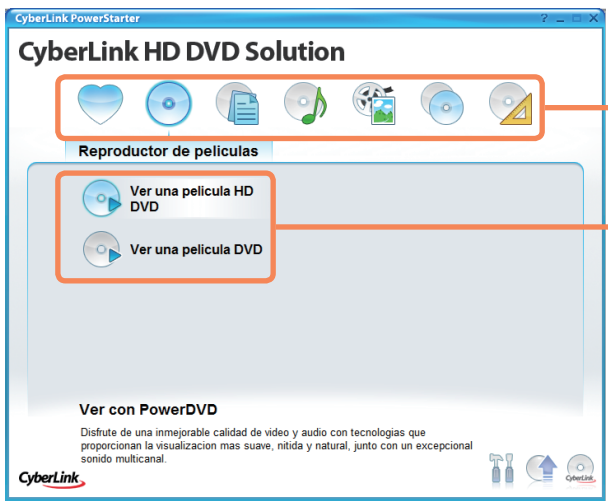 CyberLink PowerStarter
CyberLink HD DVD Solution
Reproductor de peliculas
Ver una pelicula HD
DVD
Ver una pelicula DVD
Ver con PowerDVD
Disfrute de una inmejorable calidad de video y audio con tecnologias que
proporcionan la visualizacion mas suave, nitida y natural, junto con un excepcional
sonido multicanal.
CyberLink
CyberLink